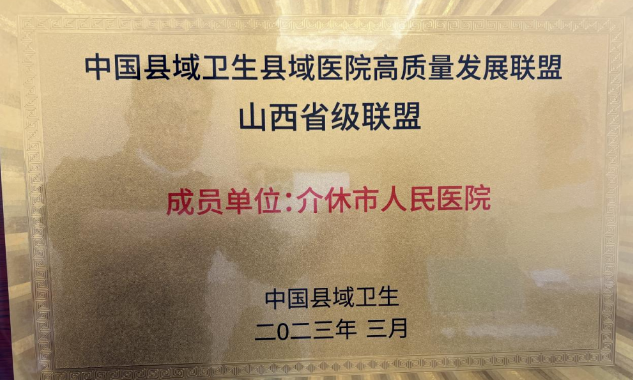 中国县域卫生县域医院高质量发展联盟
山西省级联盟
成员单位:介休市人民医院
中国县域卫生
二0二三年 三月